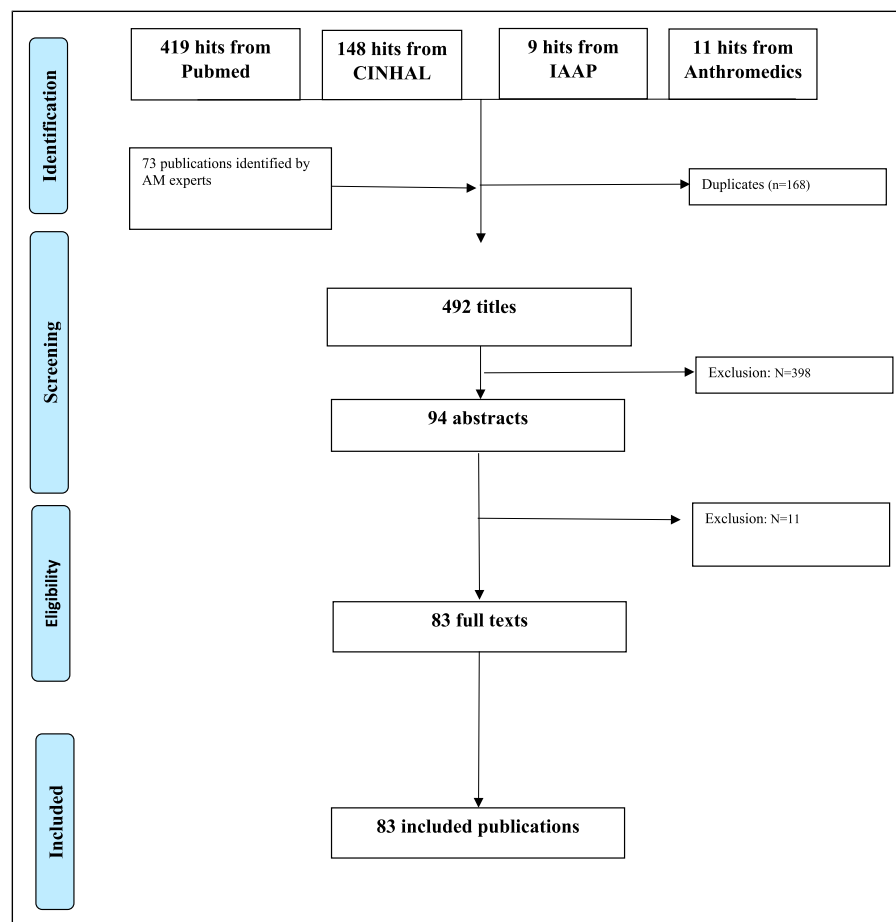 419 hits from
Pubmed
148 hits from
CINHAL
9 hits from
IAAP
11 hits from
Anthromedics
Identification
73 publications identified by
AM experts
Duplicates (n=168)
Screening
492 titles
Exclusion: N=398
94 abstracts
Eligibility
Exclusion: N=11
83 full texts
Included
83 included publications